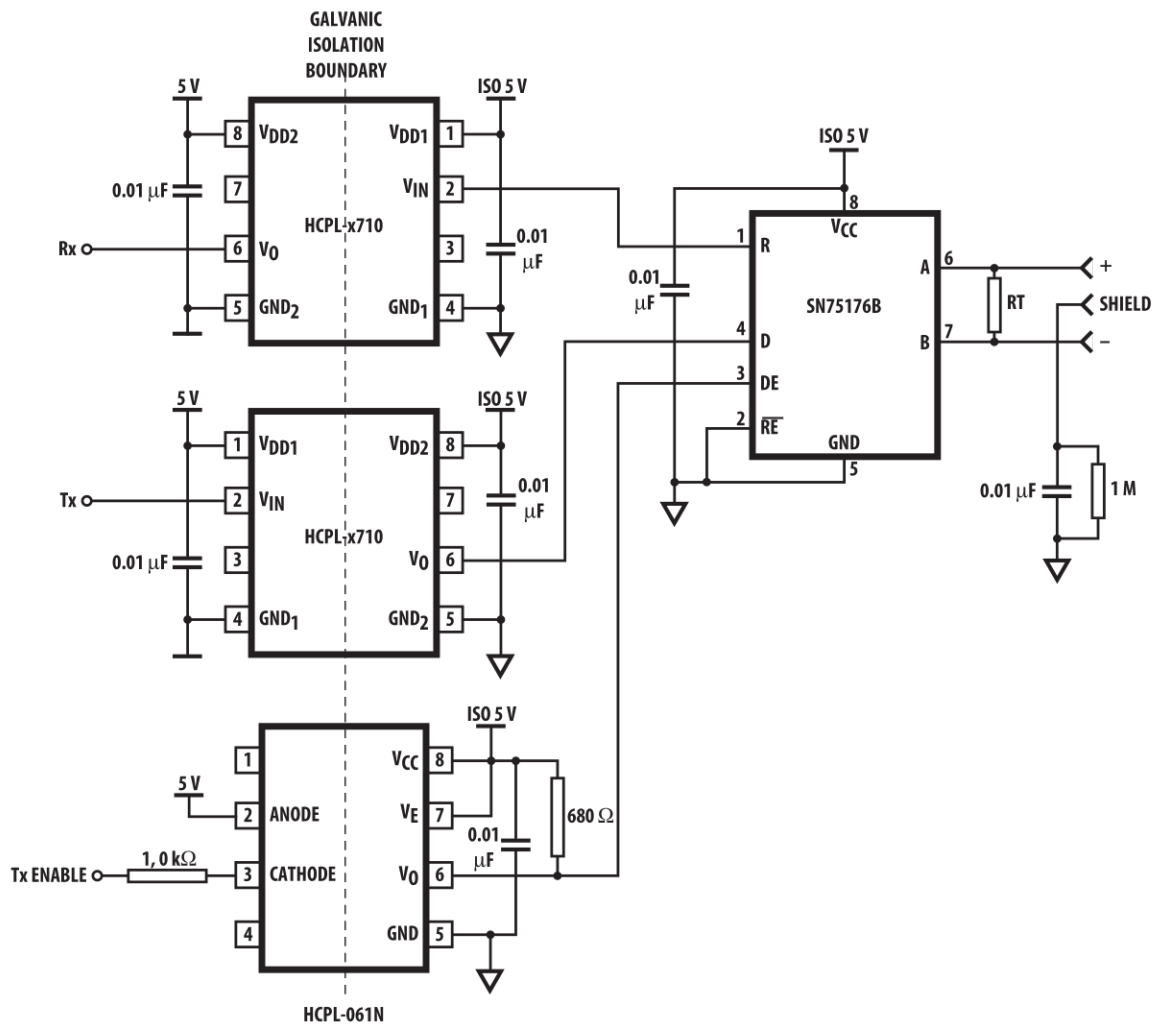 GALVANIC
ISOLATION
BOUNDARY
5 V
ISO 5 V
8 VDD2
VDD1 1
0.01 µF
7
VIN 2
HCPL-x710
Rx
6 VO
3
0.01
µF
5 GND2
GND1 4
5 V
ISO 5 V
1 VDD1
VDD2 8
Tx
2 VIN
7
0.01
µF
HCPL-x710
0.01 µF
3
VO 6
4 GND1
GND2 5
ISO 5 V
1
VCC 8
5 V
2 ANODE
VE 7
680 Ω
0.01
µF
1, 0 kΩ
Tx ENABLE
3 CATHODE
VO 6
4
GND 5
HCPL-061N
ISO 5 V
8
VCC
1 R
0.01
µF
SN75176B
A 6
+
RT
SHIELD
4 D
B 7
–
3 DE
2 RE
GND
5
0.01 µF
1 M